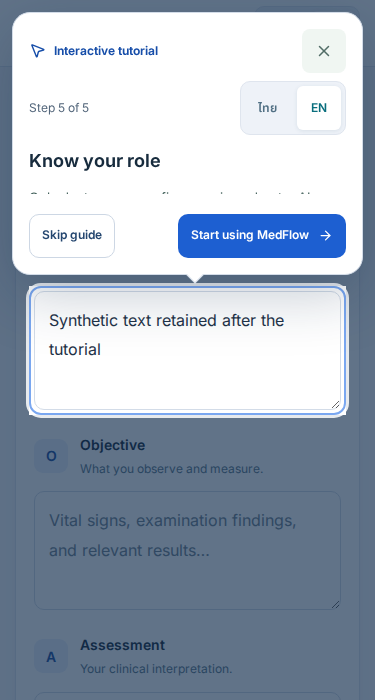 Interactive tutorial
Step 5 of 5
ไทย
EN
Know your role
Skip guide
Start using MedFlow
Synthetic text retained after the
tutorial
O
Objective
What you observe and measure.
Vital signs, examination findings,
and relevant results...
A
Assessment
Your clinical interpretation.